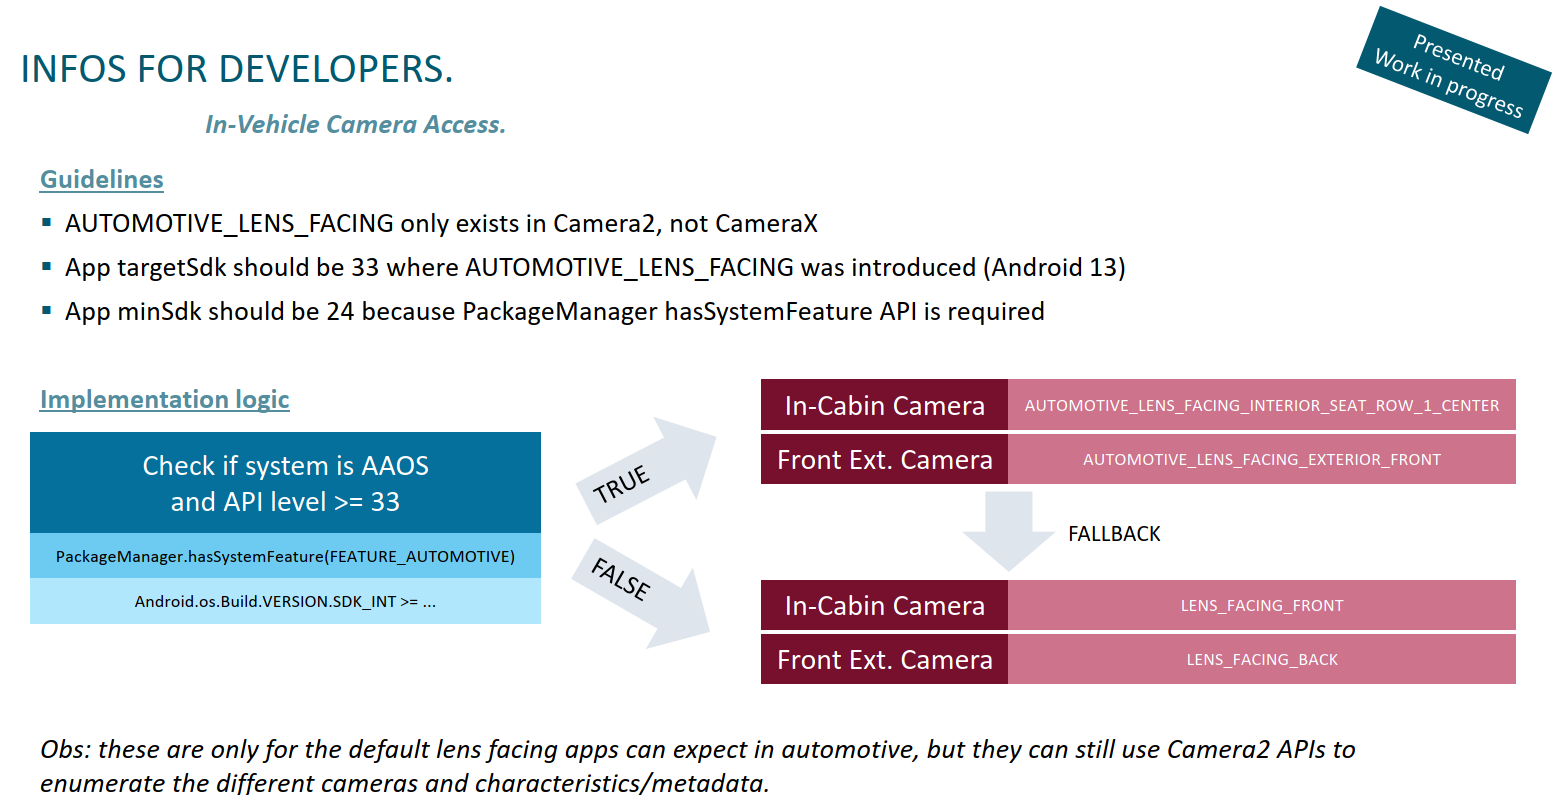 INFOS FOR DEVELOPERS.
Presented
Work in progress
In-Vehicle Camera Access.
Guidelines
▪ AUTOMOTIVE_LENS_FACING only exists in Camera2, not CameraX
▪ App targetSdk should be 33 where AUTOMOTIVE_LENS_FACING was introduced (Android 13)
▪ App minSdk should be 24 because PackageManager hasSystemFeature API is required
Implementation logic
Check if system is AAOS
and API level >= 33
PackageManager.hasSystemFeature(FEATURE_AUTOMOTIVE)
Android.os.Build.VERSION.SDK_INT >= ...
TRUE
FALSE
In-Cabin Camera AUTOMOTIVE_LENS_FACING_INTERIOR_SEAT_ROW_1_CENTER
Front Ext. Camera AUTOMOTIVE_LENS_FACING_EXTERIOR_FRONT
FALLBACK
In-Cabin Camera LENS_FACING_FRONT
Front Ext. Camera LENS_FACING_BACK
Obs: these are only for the default lens facing apps can expect in automotive, but they can still use Camera2 APIs to
enumerate the different cameras and characteristics/metadata.